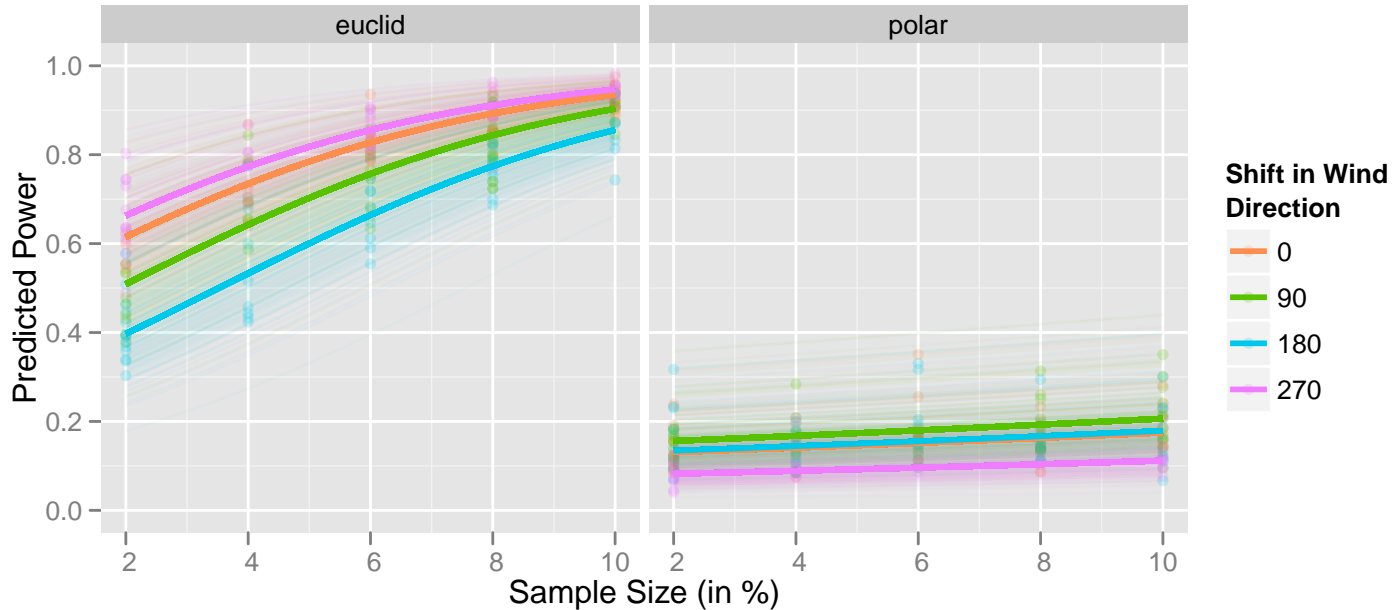 euclid
polar
1.0
0.8
0.6
0.4
0.2
0.0
Predicted Power
2 4 6 8 10
2 4 6 8 10
Sample Size (in %)
Shift in Wind
Direction
0
90
180
270